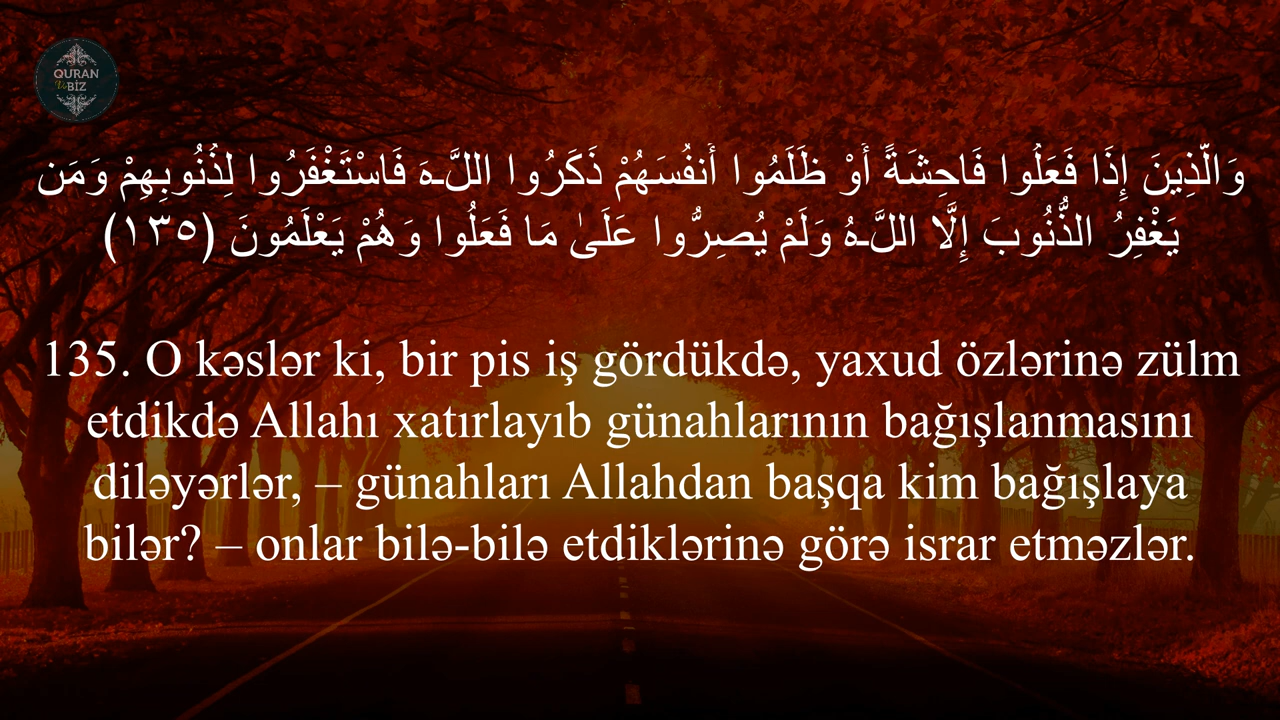 QURAN
Və BİZ
وَالَّذِينَ إِذَا فَعَلُوا فَاحِشَةً أَوْ ظَلَمُوا أَنفُسَهُمْ ذَكَرُوا اللَّـهَ فَاسْتَغْفَرُوا لِذُنُوبِهِمْ وَمَن
يَغْفِرُ الذُّنُوبَ إِلَّا اللَّـهُ وَلَمْ يُصِرُّوا عَلَىٰ مَا فَعَلُوا وَهُمْ يَعْلَمُونَ ‎(١٣٥)‎
135. O kəslər ki, bir pis iş gördükdə, yaxud özlərinə zülm
etdikdə Allahı xatırlayıb günahlarının bağışlanmasını
diləyərlər, – günahları Allahdan başqa kim bağışlaya
bilər? – onlar bilə-bilə etdiklərinə görə israr etməzlər.